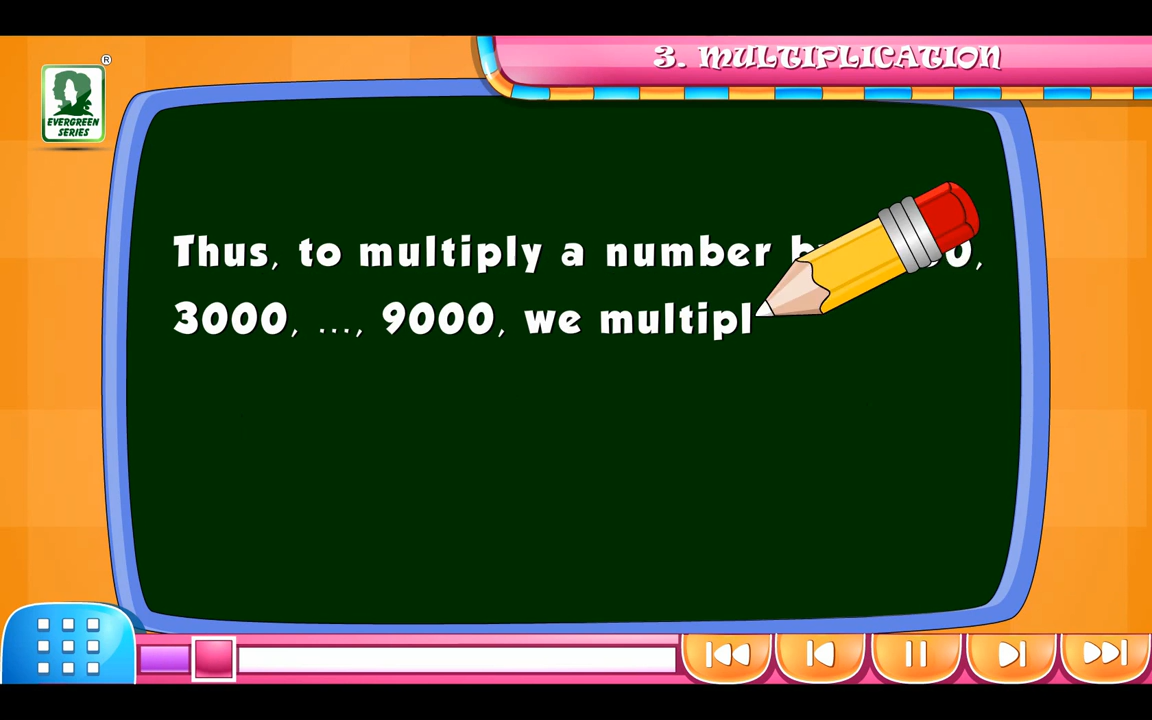 ®
EVERGREEN
SERIES
3. MULTIPLICATION
Thus, to multiply a number
3000, ..., 9000, we multipl